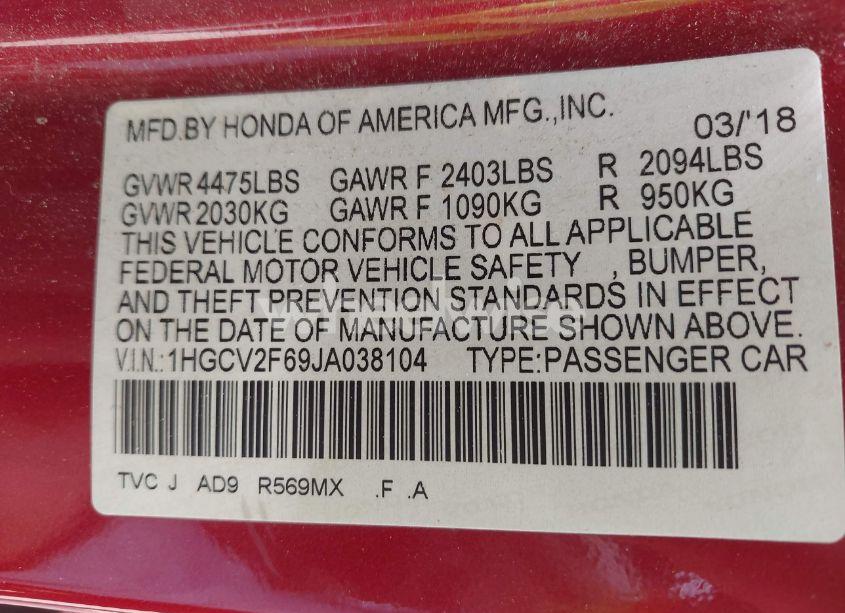 MFD.BY HONDA OF AMERICA MFG.,INC. 03/'18
GVWR 4475LBS GAWR F 2403LBS R 2094LBS
GVWR 2030KG GAWR F 1090KG R 950KG
THIS VEHICLE CONFORMS TO ALL APPLICABLE
FEDERAL MOTOR VEHICLE SAFETY , BUMPER,
AND THEFT PREVENTION STANDARDS IN EFFECT
ON THE DATE OF MANUFACTURE SHOWN ABOVE.
V.I.N.:1HGCV2F69JA038104 TYPE:PASSENGER CAR
TVC J AD9 R569MX .F .A